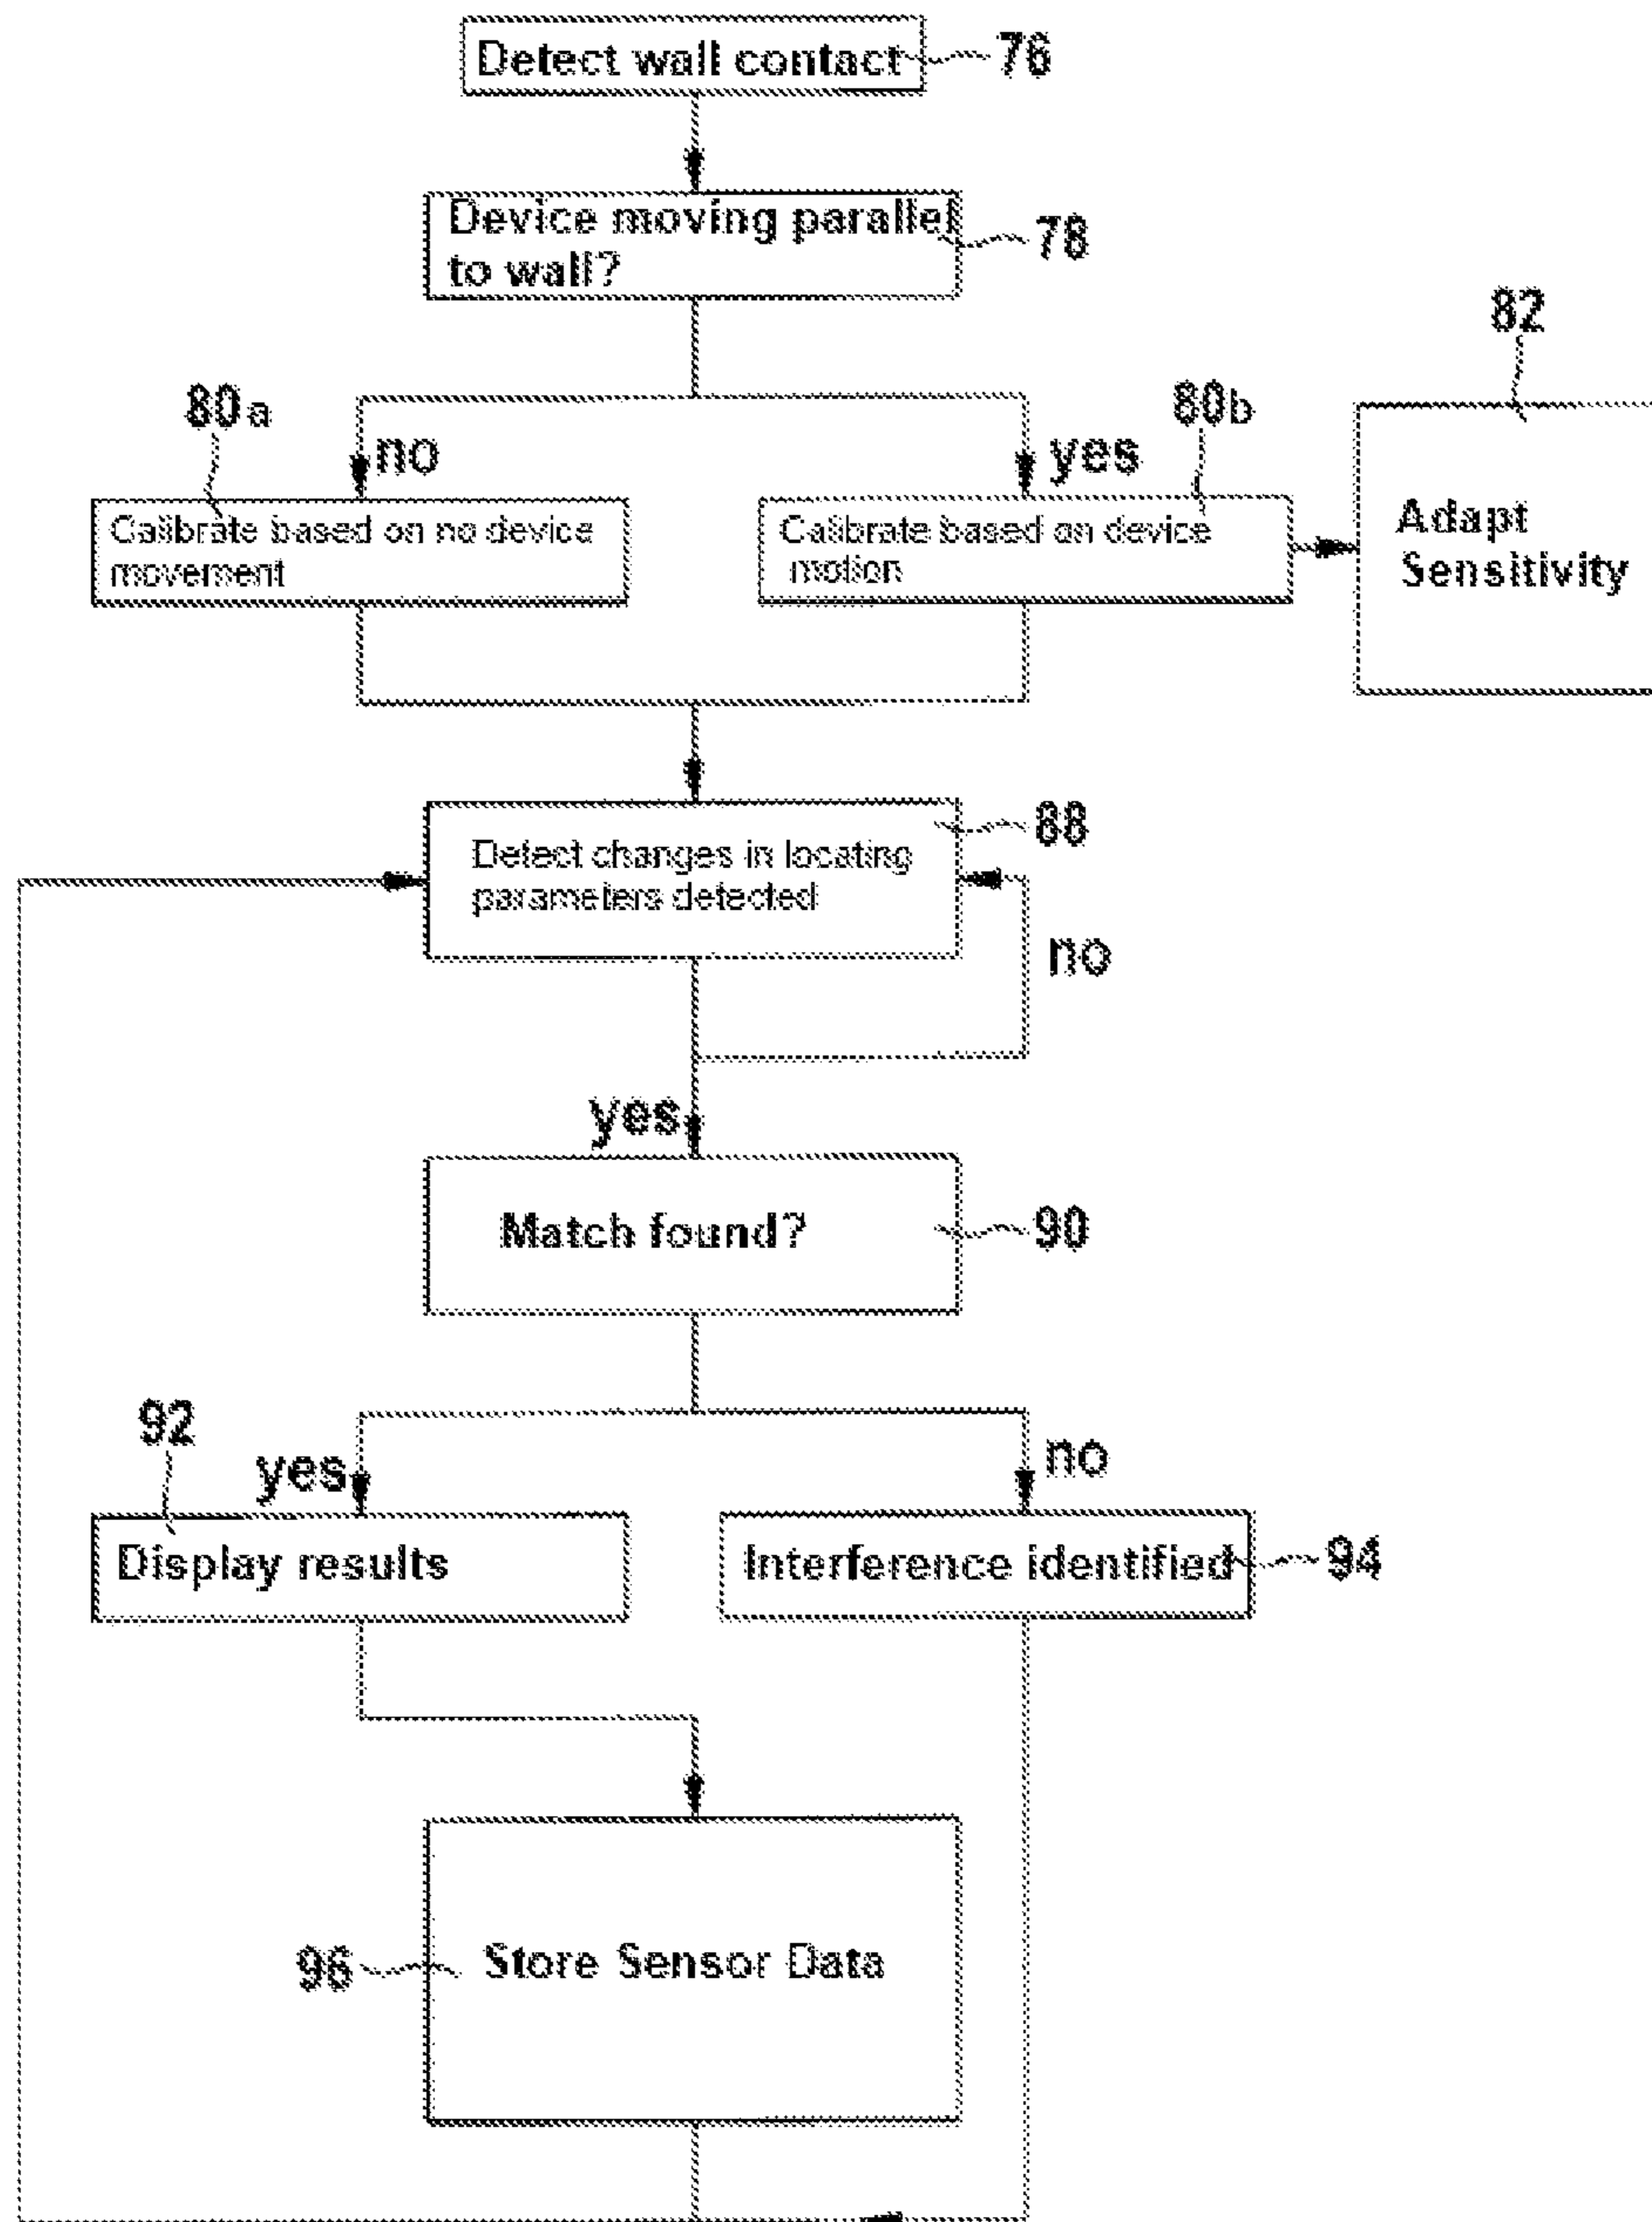 Detect wall contact
76
Device moving parallel
to wall?
78
82
80a
no
80b
yes
Calibrate based on no device
movement
Calibrate based on device
motion
Adapt
Sensitivity
88
Detect changes in locating
parameters detected
no
yes
Match found?
90
92
yes
no
Display results
Interference identified
94
96
Store Sensor Data